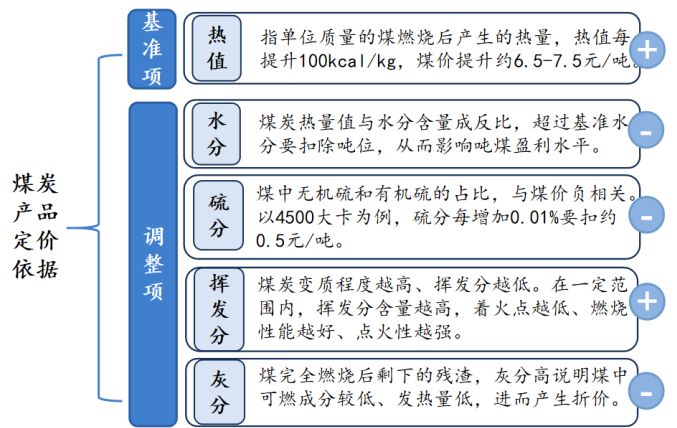 煤炭
产品
定价
依据
基准项
热值
指单位质量的煤燃烧后产生的热量，热值每
提升100kcal/kg，煤价提升约6.5-7.5元/吨。
+
调整项
水分
煤炭热量值与水分含量成反比，超过基准水
分要扣除吨位，从而影响吨煤盈利水平。
-
硫分
煤中无机硫和有机硫的占比，与煤价负相关。
以4500大卡为例，硫分每增加0.01%要扣约
0.5元/吨。
-
挥发分
煤炭变质程度越高、挥发分越低。在一定范
围内，挥发分含量越高，着火点越低、燃烧
性能越好、点火性越强。
+
灰分
煤完全燃烧后剩下的残渣，灰分高说明煤中
可燃成分较低、发热量低，进而产生折价。
-